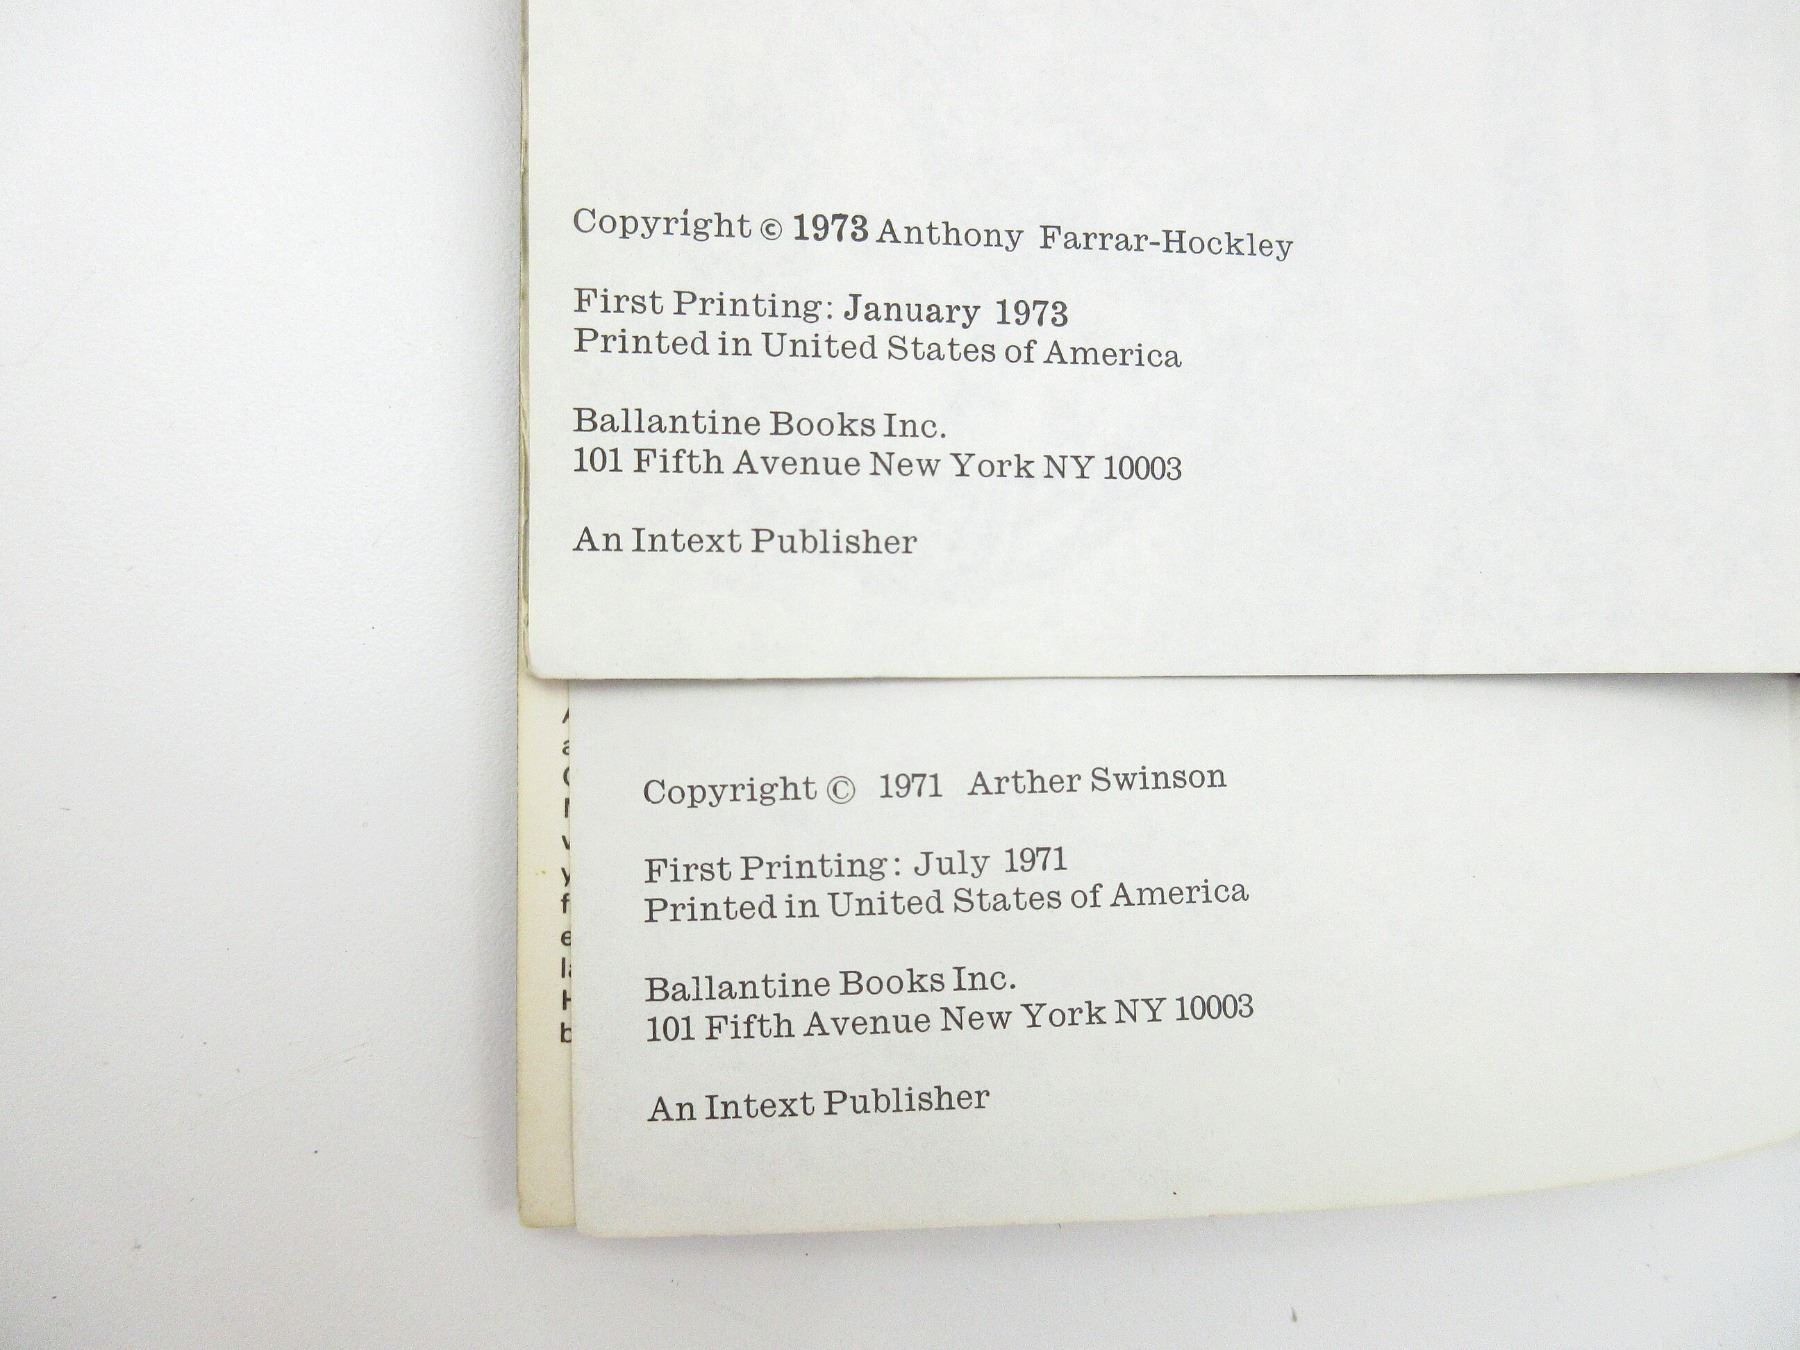 Copyright © 1973 Anthony Farrar-Hockley
First Printing: January 1973
Printed in United States of America
Ballantine Books Inc.
101 Fifth Avenue New York NY 10003
An Intext Publisher
Copyright © 1971 Arther Swinson
First Printing: July 1971
Printed in United States of America
Ballantine Books Inc.
101 Fifth Avenue New York NY 10003
An Intext Publisher